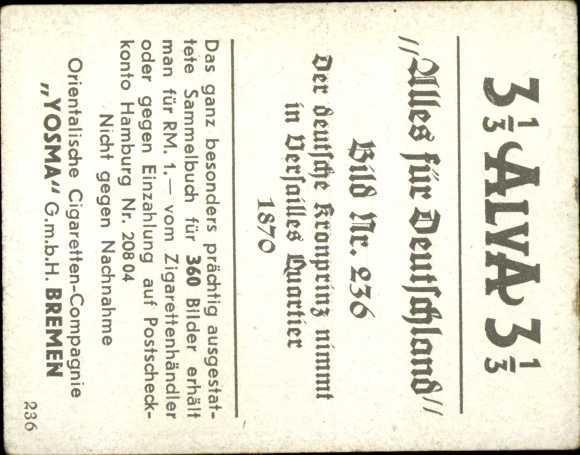 3⅓ ALVA 3⅓
„Alles für Deutschland"
Bild Nr. 236
Der deutsche Kronprinz nimmt
in Versailles Quartier
1870
Das ganz besonders prächtig ausgestat-
tete Sammelbuch für 360 Bilder erhält
man für RM. 1.— vom Zigarettenhändler
oder gegen Einzahlung auf Postscheck-
konto Hamburg Nr. 20804
Nicht gegen Nachnahme
Orientalische Cigaretten-Compagnie
„YOSMA" G.m.b.H. BREMEN
236